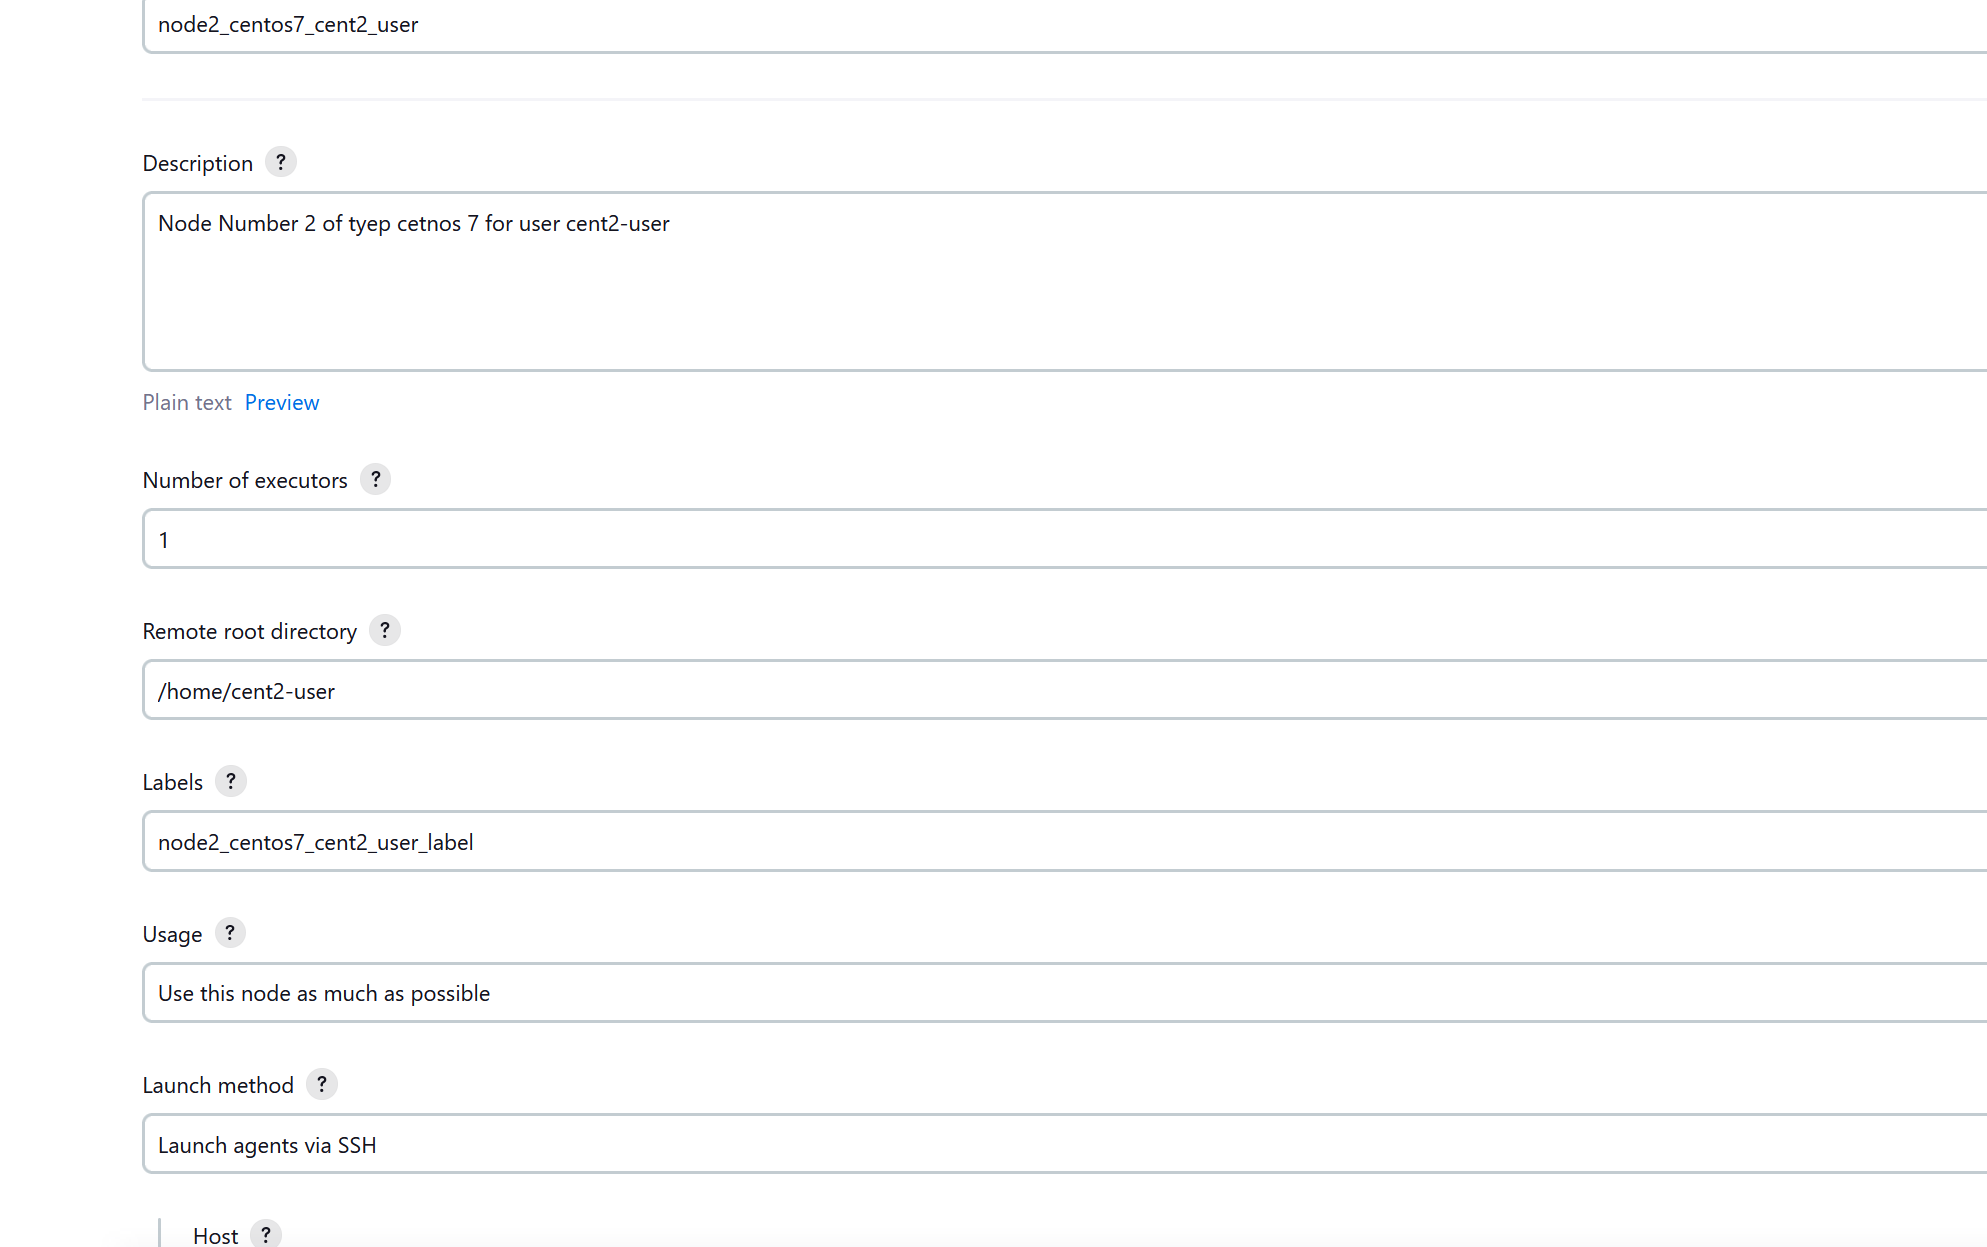 node2_centos7_cent2_user
Description ?
Node Number 2 of tyep cetnos 7 for user cent2-user
Plain text Preview
Number of executors ?
1
Remote root directory ?
/home/cent2-user
Labels ?
node2_centos7_cent2_user_label
Usage ?
Use this node as much as possible
Launch method ?
Launch agents via SSH
Host ?